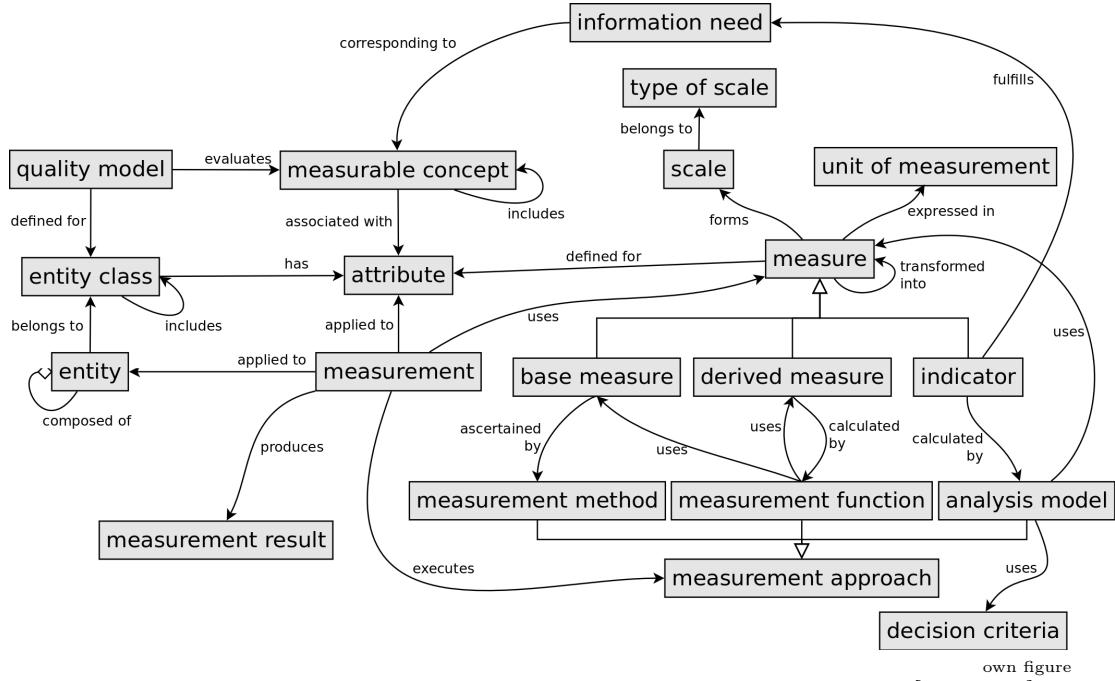 information need
corresponding to
fulfills
type of scale
belongs to
quality model
evaluates
measurable concept
includes
scale
unit of measurement
forms
expressed in
defined for
associated with
entity class
has
attribute
defined for
measure
transformed
into
includes
belongs to
applied to
uses
uses
entity
applied to
measurement
base measure
derived measure
indicator
composed of
produces
ascertained
by
uses
uses
calculated
by
calculated
by
measurement method
measurement function
analysis model
measurement result
executes
measurement approach
uses
decision criteria
own figure